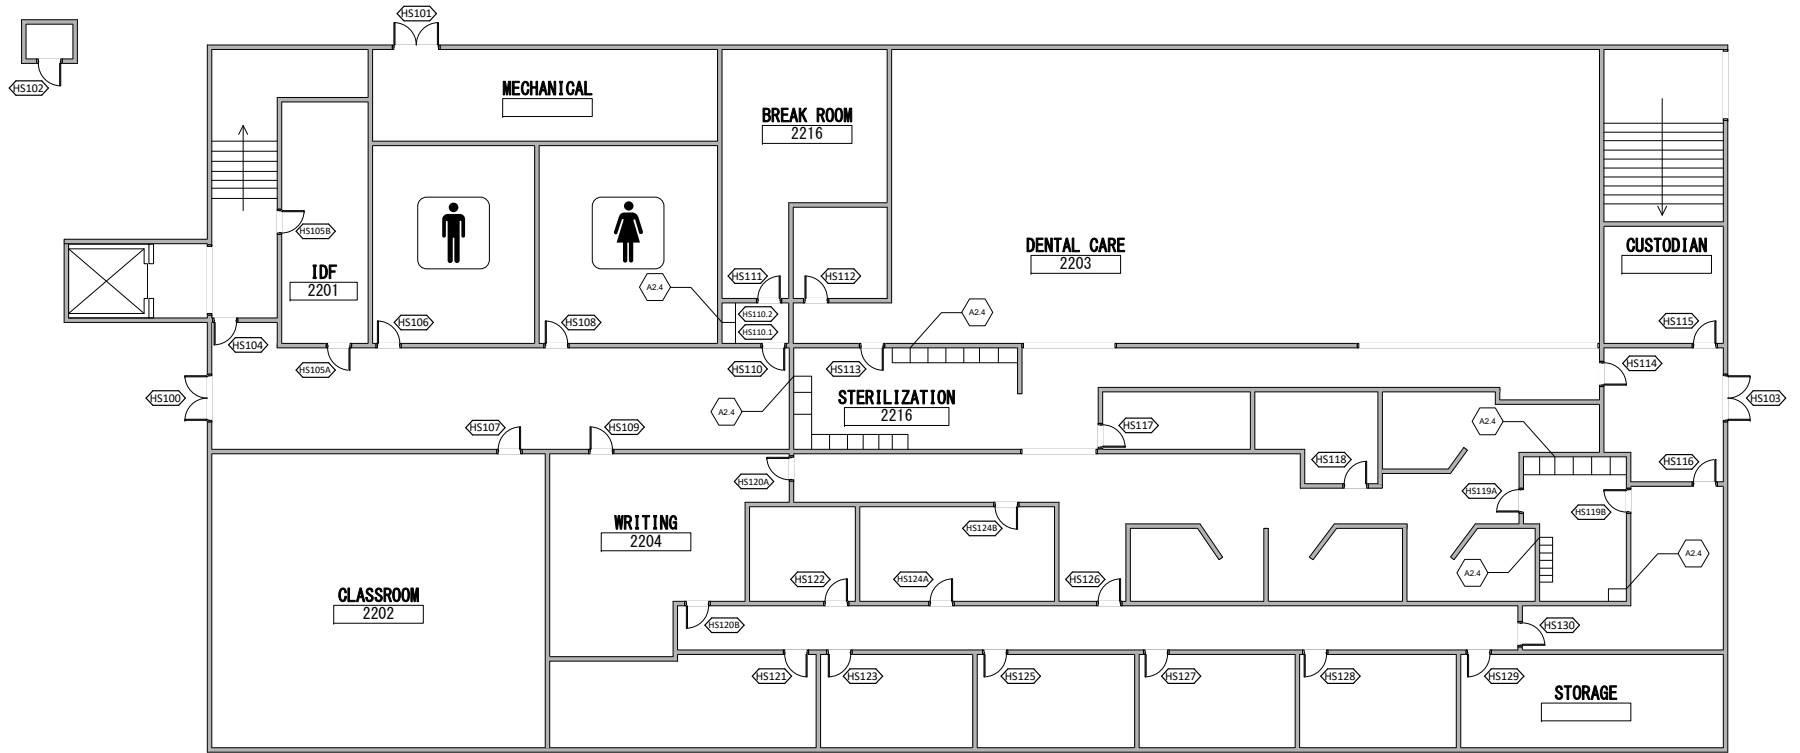 HS101
HS102
MECHANICAL
BREAK ROOM
2216
HS105B
DENTAL CARE
2203
CUSTODIAN
IDF
2201
HS111
HS112
A2.4
HS110.2
HS110.1
A2.4
HS104
HS106
HS108
HS115
HS105A
HS110
HS113
HS114
HS100
STERILIZATION
2216
HS103
A2.4
HS107
HS109
HS117
A2.4
HS118
HS116
HS120A
HS119A
HS119B
WRITING
2204
HS124B
A2.4
A2.4
HS122
HS124A
HS126
CLASSROOM
2202
HS120B
HS130
HS121
HS123
HS125
HS127
HS128
HS129
STORAGE